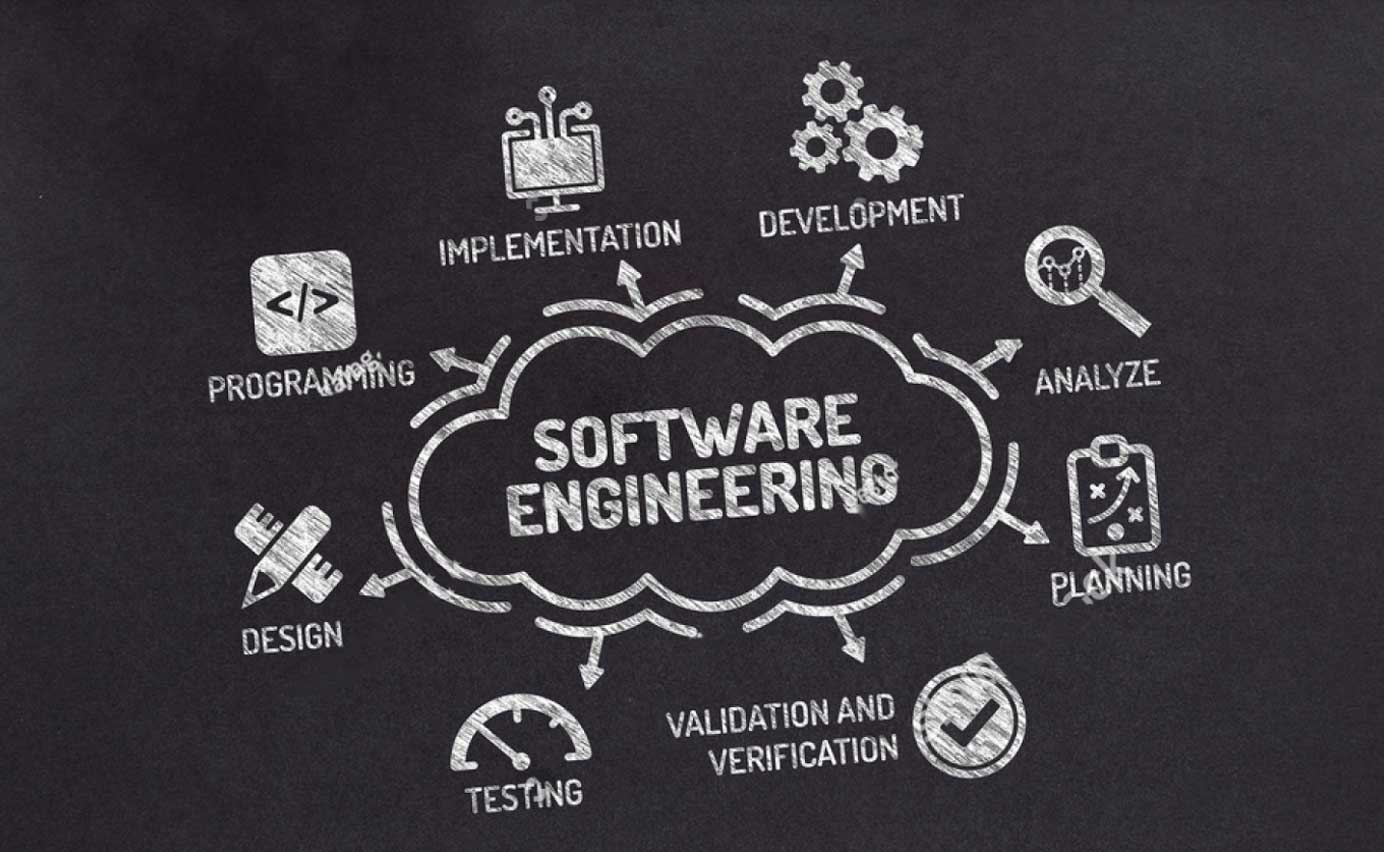 IMPLEMENTATION
DEVELOPMENT
</>
PROGRAMMING
ANALYZE
SOFTWARE
ENGINEERING
PLANNING
DESIGN
VALIDATION AND
VERIFICATION
TESTING